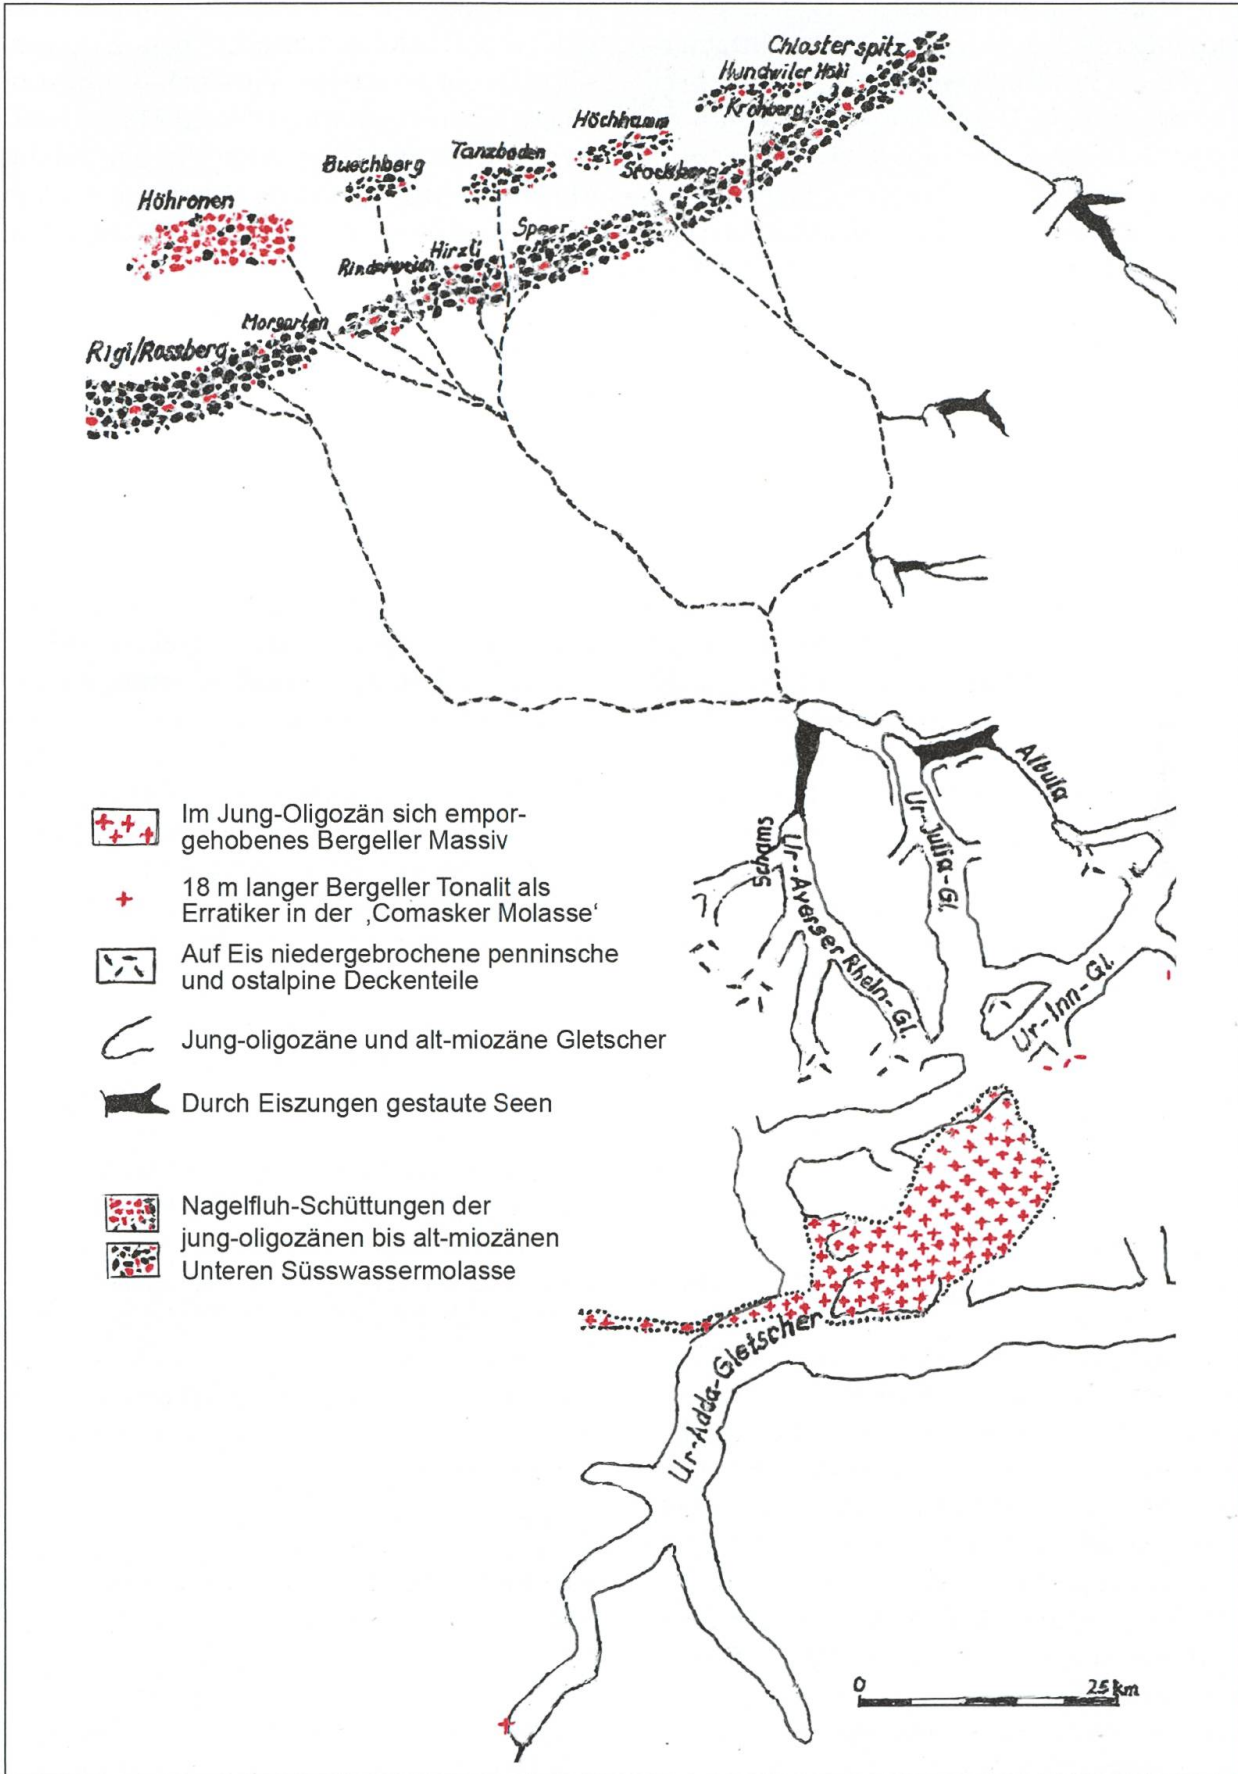 Chlosterspitz
Hundwiler Höhi
Kronberg
Höchhamm
Stockberg
Tanzboden
Buechberg
Speer
Hirzli
Höhronen
Morgarten
Rigi/Rossberg
Albula
Ur-Julia-Gl.
Schams
Ur-Averser Rhein-Gl.
Ur-Inn-Gl.
Im Jung-Oligozän sich empor-
gehobenes Bergeller Massiv
18 m langer Bergeller Tonalit als
Erratiker in der ‚Comasker Molasse‘
Auf Eis niedergebrochene penninsche
und ostalpine Deckenteile
Jung-oligozäne und alt-miozäne Gletscher
Durch Eiszungen gestaute Seen
Nagelfluh-Schüttungen der
jung-oligozänen bis alt-miozänen
Unteren Süsswassermolasse
Ur-Adda-Gletscher
0 25 km